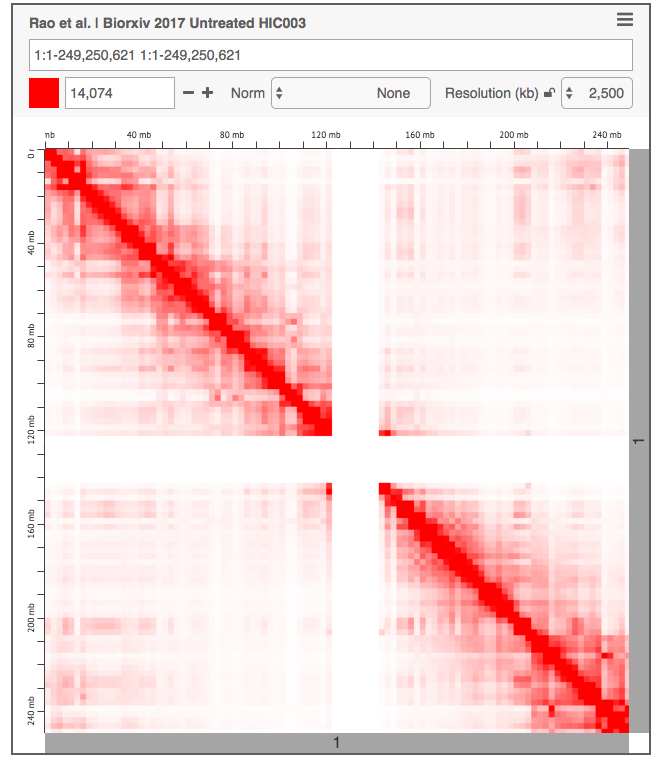 Rao et al. | Biorxiv 2017 Untreated HIC003
1:1-249,250,621 1:1-249,250,621
14,074 Norm None Resolution (kb) 2,500
nb 40 mb 80 mb 120 mb 160 mb 200 mb 240 mb
0
40 mb
80 mb
120 mb
160 mb
200 mb
240 mb
1
1